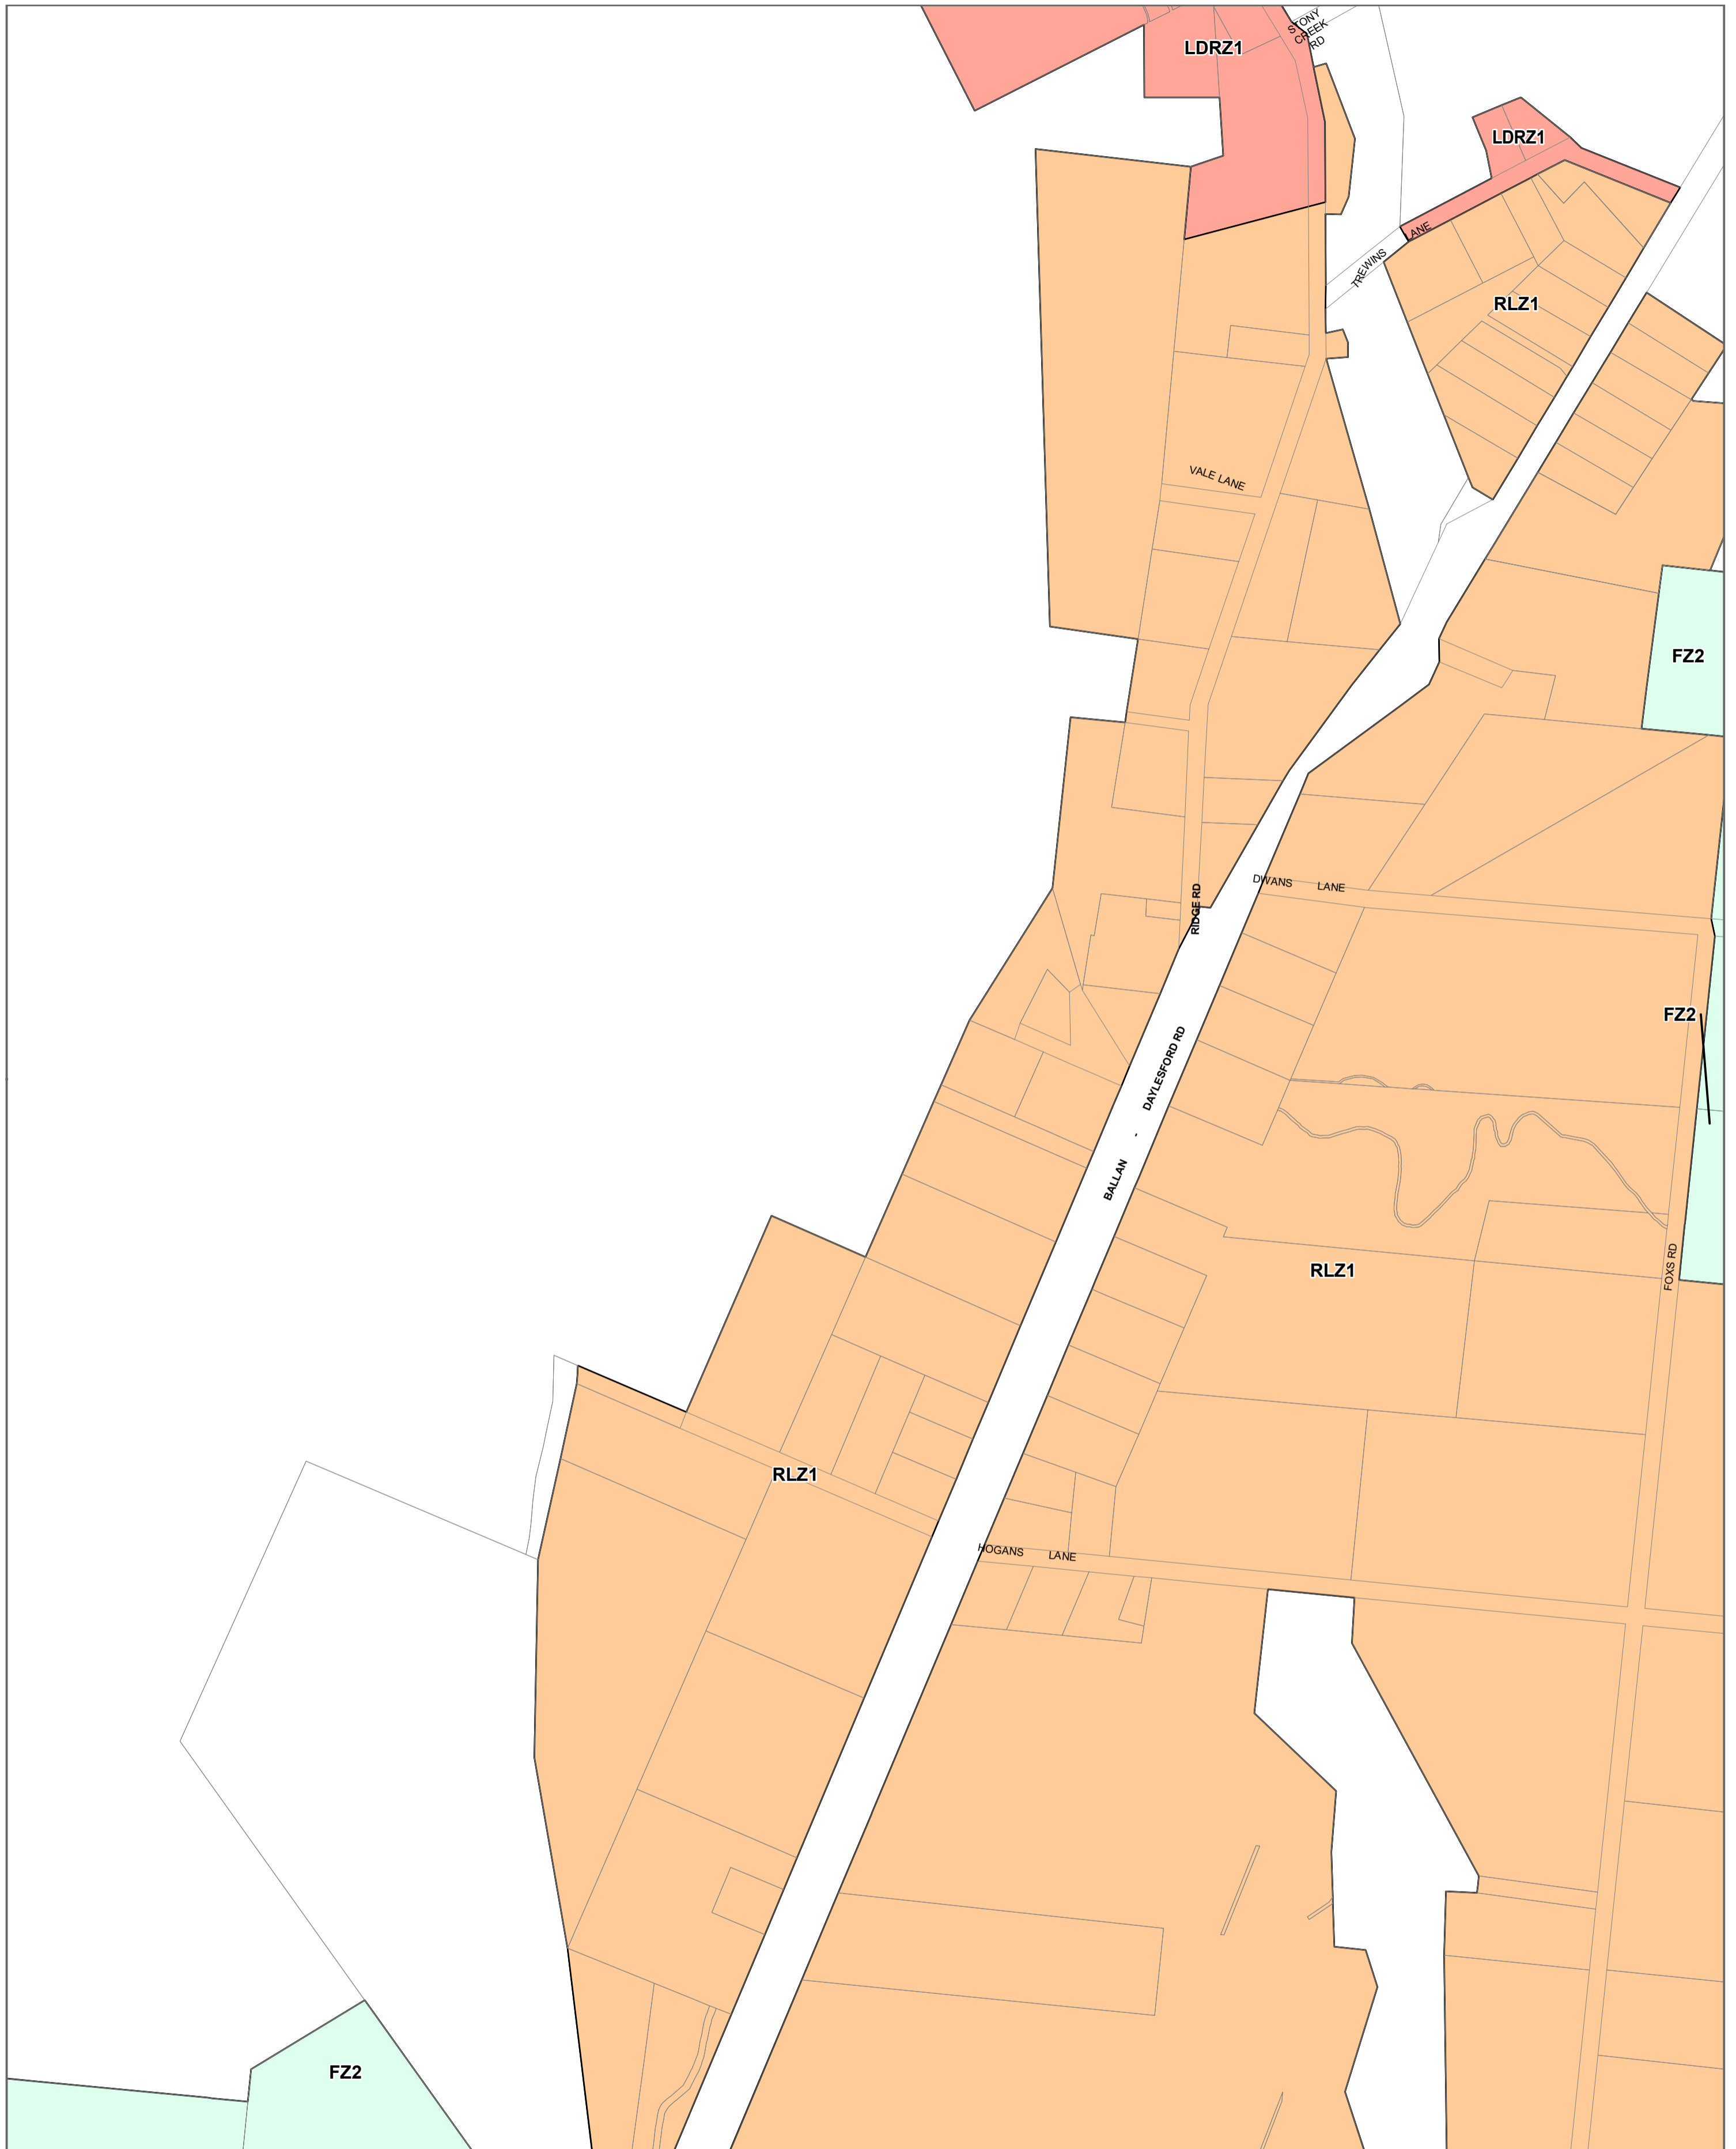 STONY
CREEK
RD
LDRZ1
LDRZ1
LANE
TREWINS
RLZ1
VALE LANE
FZ2
DWANS LANE
RIDGE RD
FZ2
BALLAN - DAYLESFORD RD
FOXS RD
RLZ1
RLZ1
HOGANS LANE
FZ2